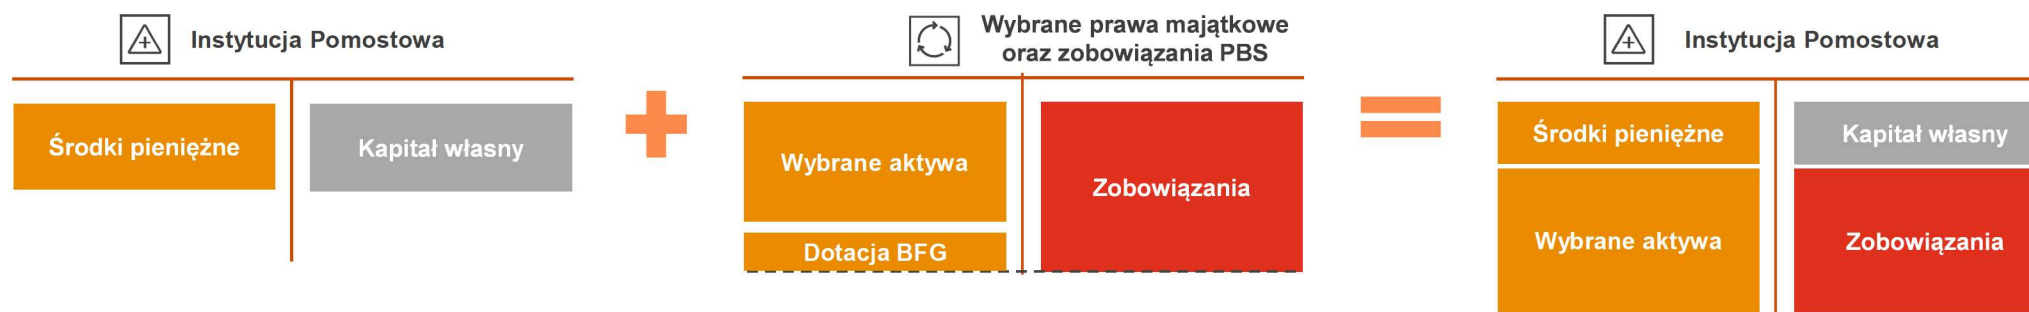 Instytucja Pomostowa
Środki pieniężne
Kapitał własny
Wybrane prawa majątkowe
oraz zobowiązania PBS
Wybrane aktywa
Dotacja BFG
Zobowiązania
Instytucja Pomostowa
Środki pieniężne
Kapitał własny
Wybrane aktywa
Zobowiązania